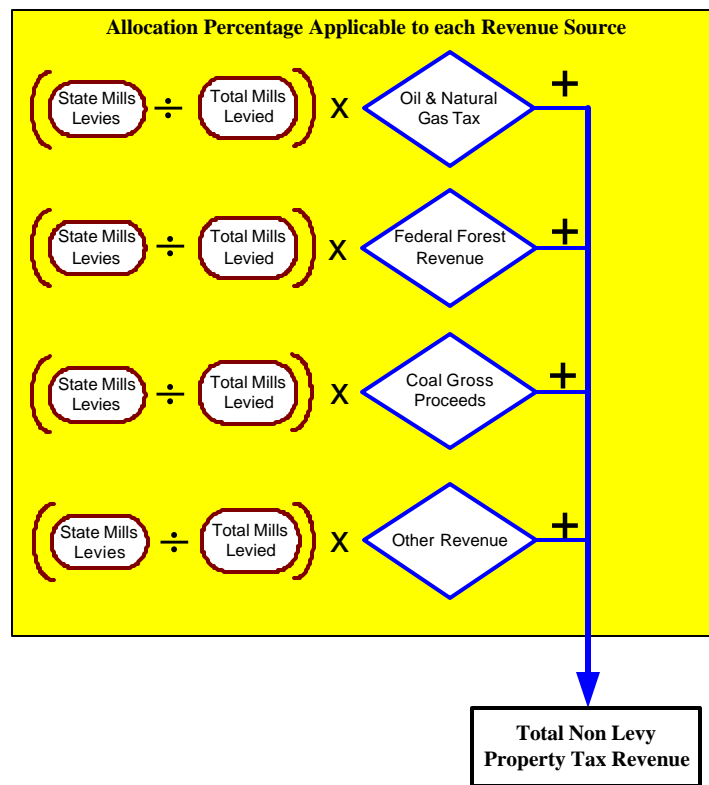 Allocation Percentage Applicable to each Revenue Source
( State Mills Levies ÷ Total Mills Levied ) X Oil & Natural Gas Tax +
( State Mills Levies ÷ Total Mills Levied ) X Federal Forest Revenue +
( State Mills Levies ÷ Total Mills Levied ) X Coal Gross Proceeds +
( State Mills Levies ÷ Total Mills Levied ) X Other Revenue +
Total Non Levy
Property Tax Revenue